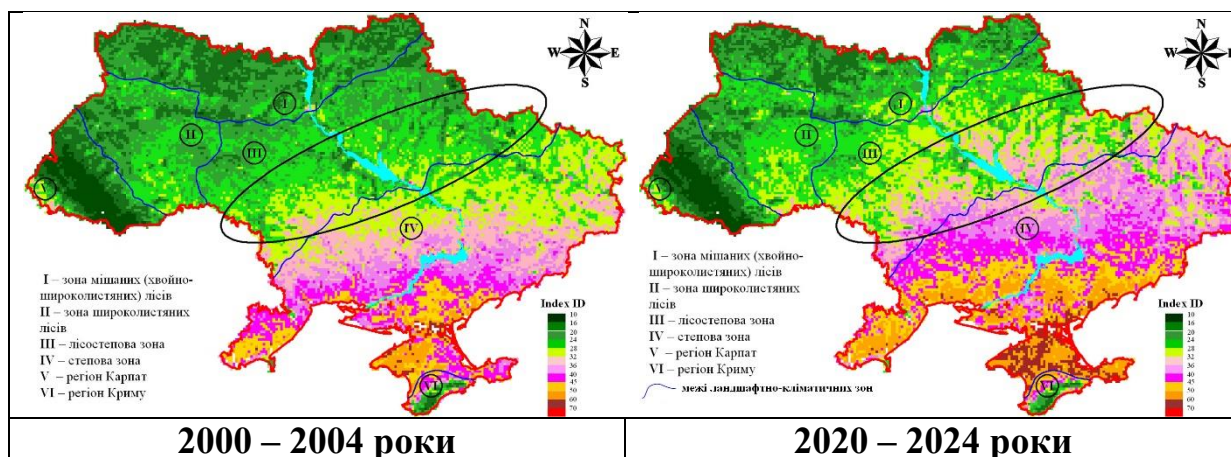 N
W E
S
I
II
III
V
IV
VI
I – зона мішаних (хвойно-
широколистяних) лісів
II – зона широколистяних
лісів
III – лісостепова зона
IV – степова зона
V – регіон Карпат
VI – регіон Криму
Index ID
10
16
20
24
28
32
36
40
45
50
60
70
2000 – 2004 роки
N
W E
S
I
II
III
V
IV
VI
I – зона мішаних (хвойно-
широколистяних) лісів
II – зона широколистяних
лісів
III – лісостепова зона
IV – степова зона
V – регіон Карпат
VI – регіон Криму
– межі ландшафтно-кліматичних зон
Index ID
10
16
20
24
28
32
36
40
45
50
60
70
2020 – 2024 роки